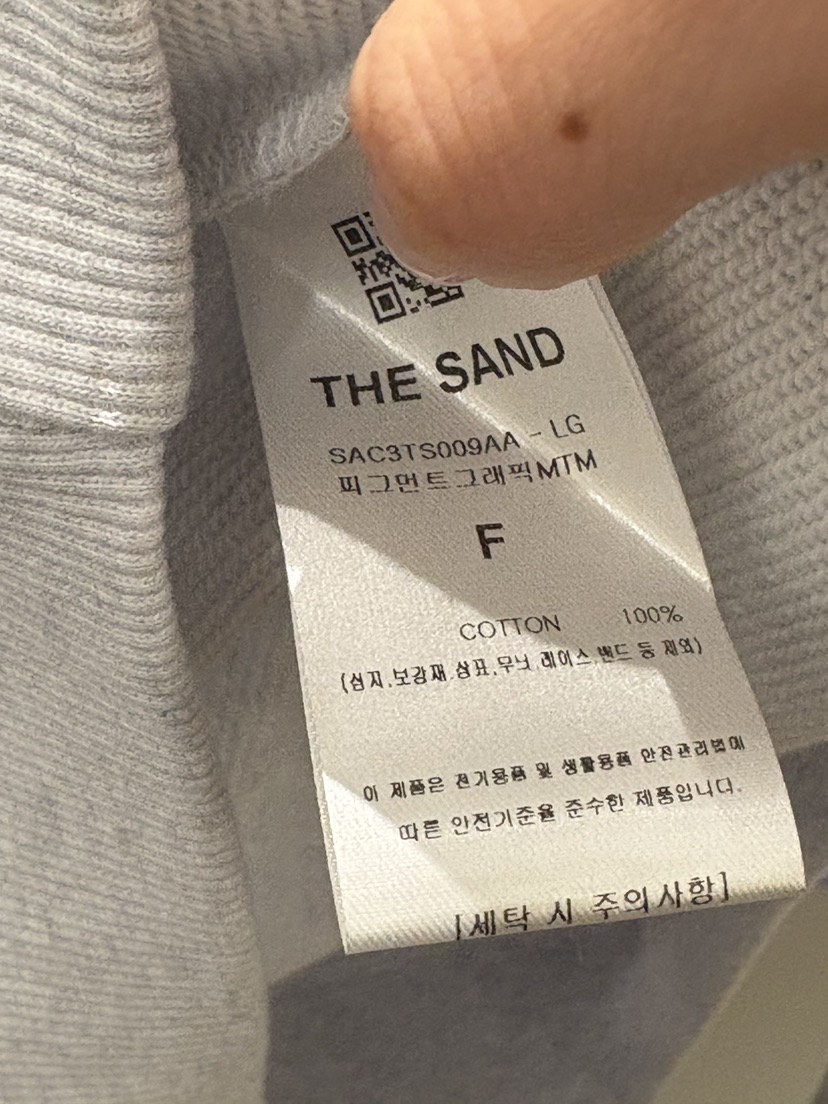 THE SAND
SAC3TS009AA - LG
피그먼트그래픽MTM
F
COTTON 100%
(심지,보강재,상표,무늬,레이스,밴드 등 제외)
이 제품은 전기용품 및 생활용품 안전관리법에
따른 안전기준을 준수한 제품입니다.
[세탁 시 주의사항]